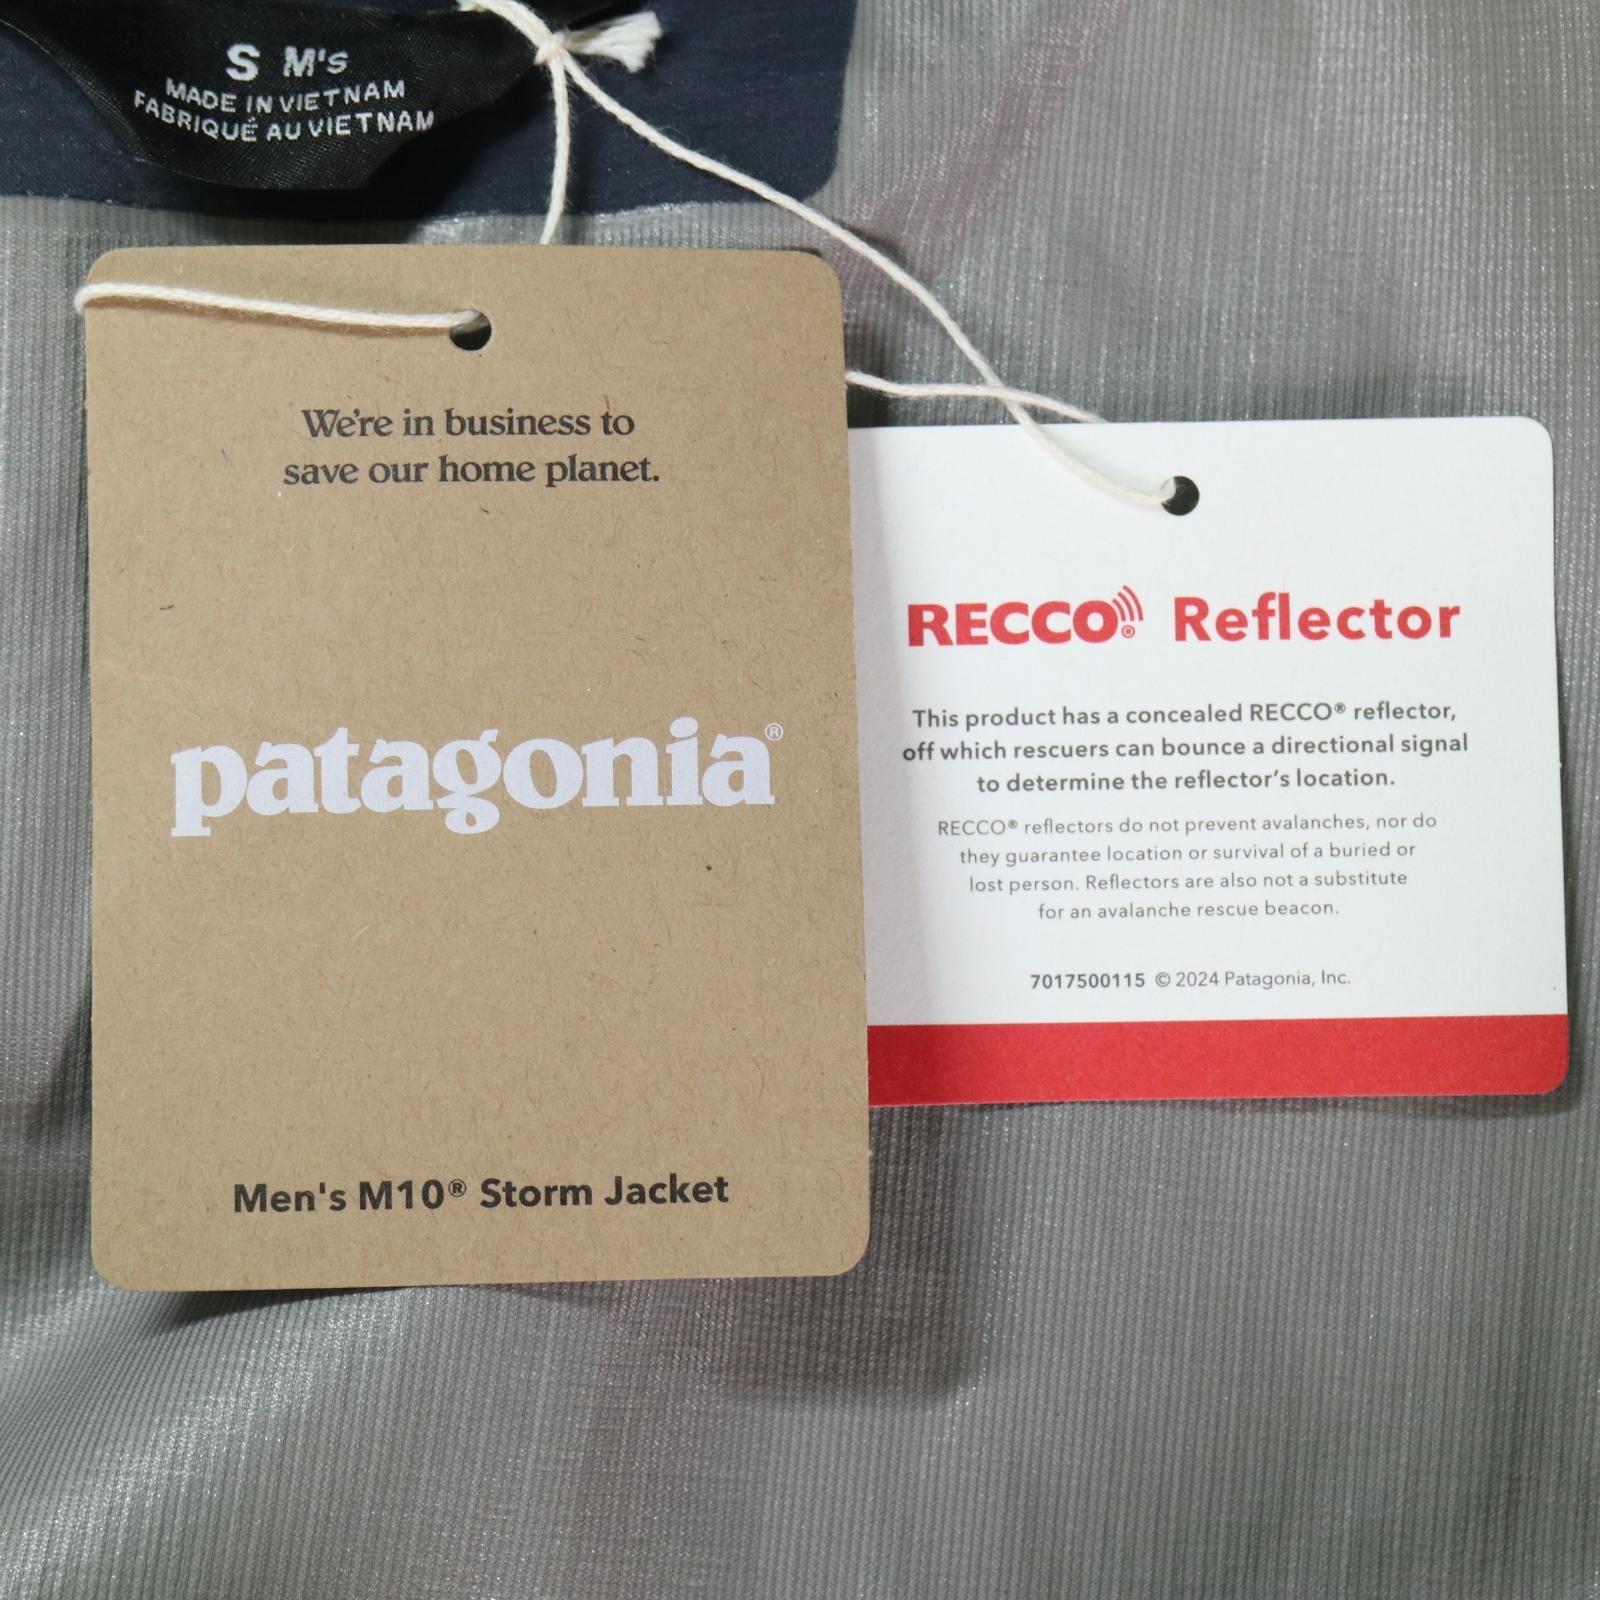 S M's
MADE IN VIETNAM
FABRIQUÉ AU VIETNAM
We're in business to
save our home planet.
patagonia®
Men's M10® Storm Jacket
RECCO® Reflector
This product has a concealed RECCO® reflector,
off which rescuers can bounce a directional signal
to determine the reflector's location.
RECCO® reflectors do not prevent avalanches, nor do
they guarantee location or survival of a buried or
lost person. Reflectors are also not a substitute
for an avalanche rescue beacon.
7017500115 © 2024 Patagonia, Inc.